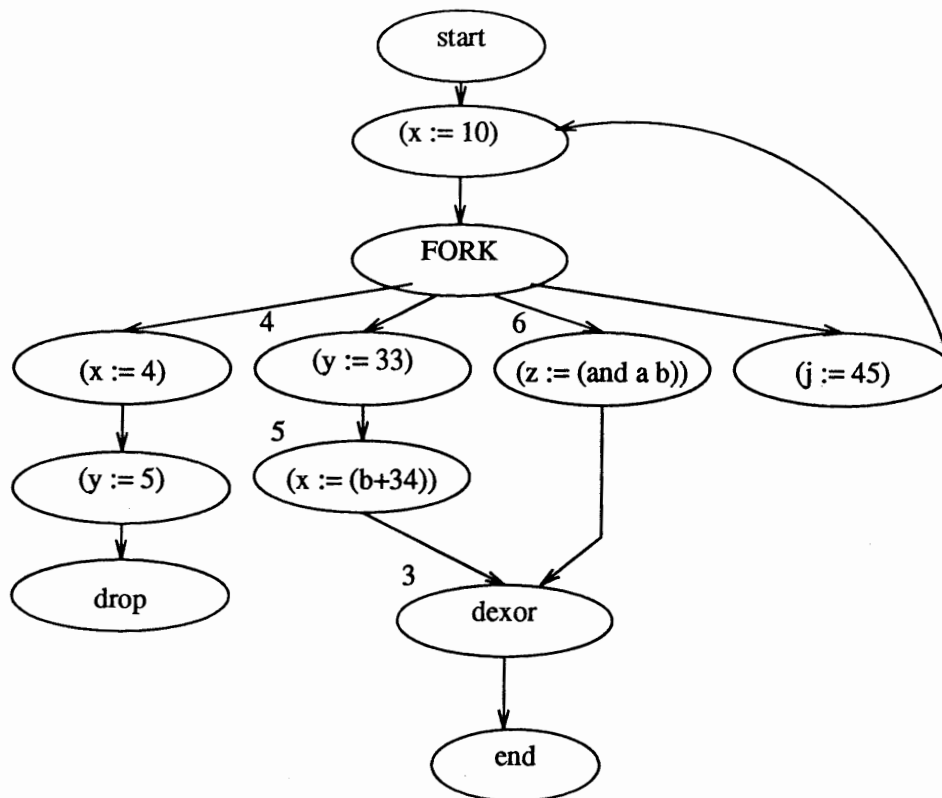 start
(x := 10)
FORK
4
6
(x := 4)
(y := 33)
(z := (and a b))
(j := 45)
5
(y := 5)
(x := (b+34))
3
drop
dexor
end